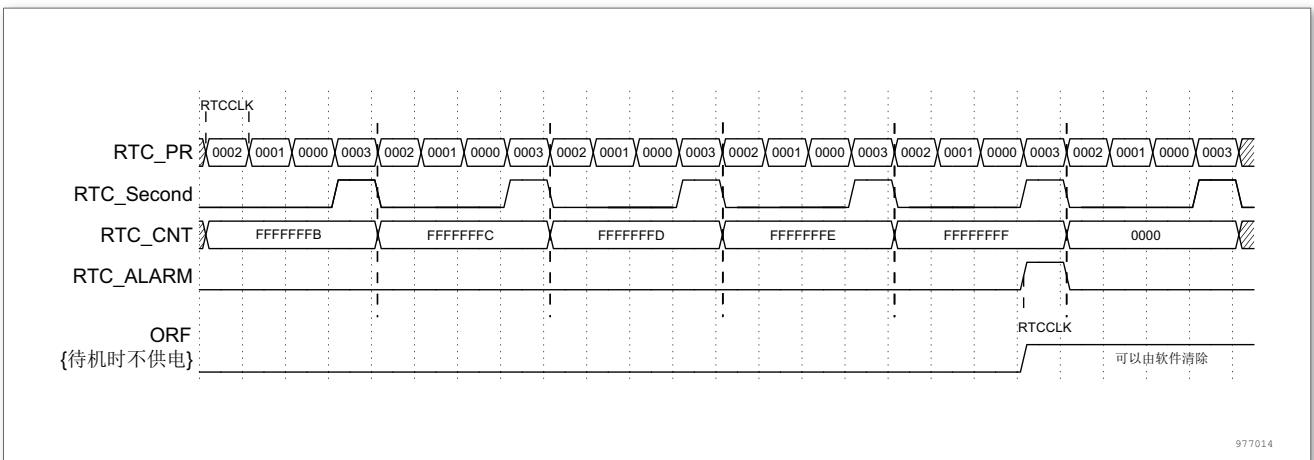 RTCCLK
RTC_PR 0002 0001 0000 0003 0002 0001 0000 0003 0002 0001 0000 0003 0002 0001 0000 0003 0002 0001 0000 0003 0002 0001 0000 0003
RTC_Second
RTC_CNT FFFFFFFB FFFFFFFC FFFFFFFD FFFFFFFE FFFFFFFF 0000
RTC_ALARM
RTCCLK
ORF
{待机时不供电} 可以由软件清除
977014